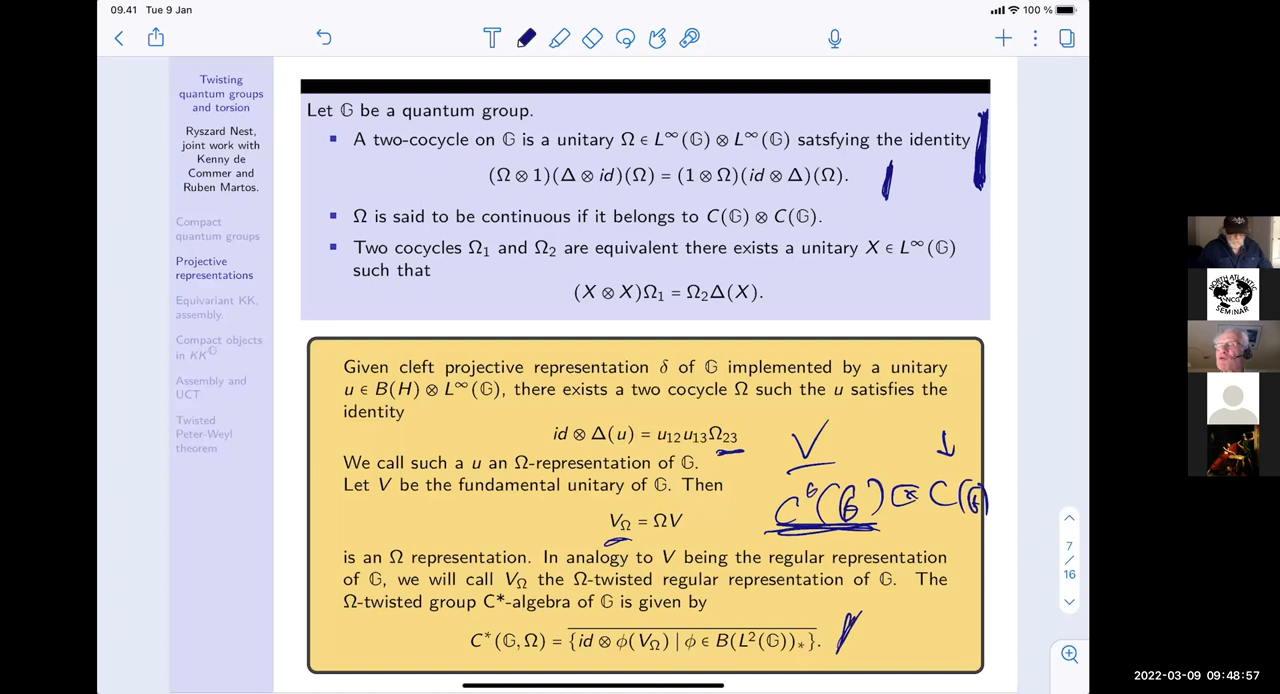 09.41 Tue 9 Jan
100 %
Twisting
quantum groups
and torsion
Ryszard Nest,
joint work with
Kenny de
Commer and
Ruben Martos.
Compact
quantum groups
Projective
representations
Equivariant KK,
assembly.
Compact objects
in KK^𝔾
Assembly and
UCT
Twisted
Peter-Weyl
theorem
Let 𝔾 be a quantum group.
▪ A two-cocycle on 𝔾 is a unitary Ω ∈ L^∞(𝔾) ⊗ L^∞(𝔾) satsfying the identity
(Ω ⊗ 1)(Δ ⊗ id)(Ω) = (1 ⊗ Ω)(id ⊗ Δ)(Ω).
▪ Ω is said to be continuous if it belongs to C(𝔾) ⊗ C(𝔾).
▪ Two cocycles Ω₁ and Ω₂ are equivalent there exists a unitary X ∈ L^∞(𝔾)
such that
(X ⊗ X)Ω₁ = Ω₂Δ(X).
Given cleft projective representation δ of 𝔾 implemented by a unitary
u ∈ B(H) ⊗ L^∞(𝔾), there exists a two cocycle Ω such the u satisfies the
identity
id ⊗ Δ(u) = u₁₂u₁₃Ω₂₃
We call such a u an Ω-representation of 𝔾.
Let V be the fundamental unitary of 𝔾. Then
V_Ω = ΩV
is an Ω representation. In analogy to V being the regular representation
of 𝔾, we will call V_Ω the Ω-twisted regular representation of 𝔾. The
Ω-twisted group C*-algebra of 𝔾 is given by
C*(𝔾, Ω) = {id ⊗ φ(V_Ω) | φ ∈ B(L²(𝔾))_*}.
V
7
/
16
NORTH ATLANTIC
NCG
SEMINAR
2022-03-09 09:48:57